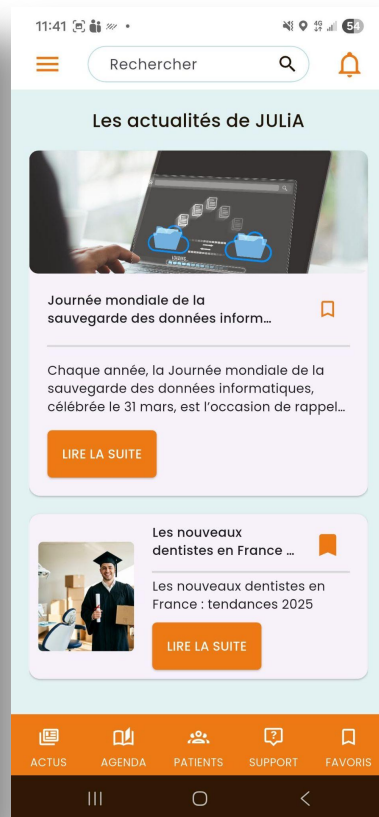 11:41
4G
54
Rechercher
Les actualités de JULiA
Journée mondiale de la
sauvegarde des données inform...
Chaque année, la Journée mondiale de la
sauvegarde des données informatiques,
célébrée le 31 mars, est l'occasion de rappel...
LIRE LA SUITE
Les nouveaux
dentistes en France ...
Les nouveaux dentistes en
France : tendances 2025
LIRE LA SUITE
ACTUS
AGENDA
PATIENTS
SUPPORT
FAVORIS